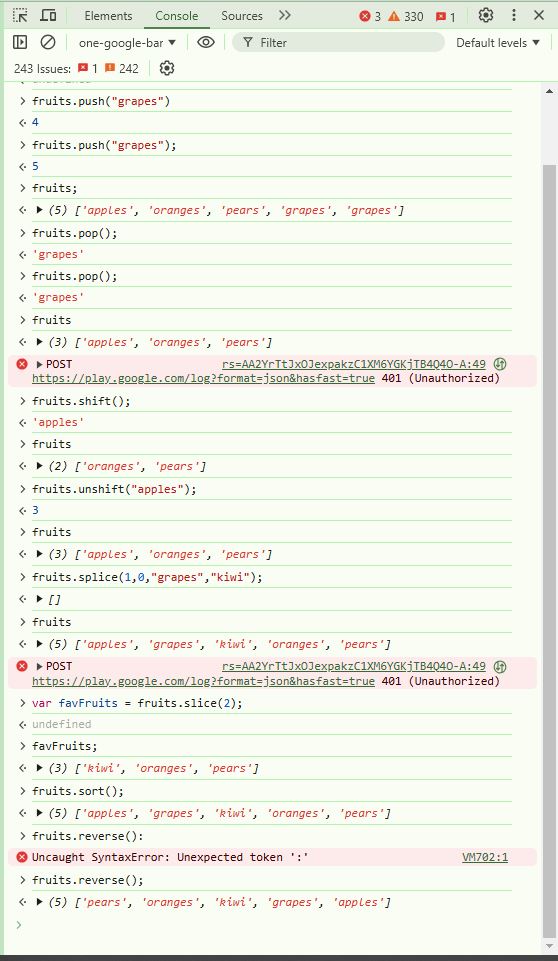 Elements Console Sources 3 330 1
one-google-bar Filter Default levels
243 Issues: 1 242
undefined
fruits.push("grapes")
4
fruits.push("grapes");
5
fruits;
(5) ['apples', 'oranges', 'pears', 'grapes', 'grapes']
fruits.pop();
'grapes'
fruits.pop();
'grapes'
fruits
(3) ['apples', 'oranges', 'pears']
POST rs=AA2YrTtJxOJexpakzC1XM6YGKjTB4Q4O-A:49
https://play.google.com/log?format=json&hasfast=true 401 (Unauthorized)
fruits.shift();
'apples'
fruits
(2) ['oranges', 'pears']
fruits.unshift("apples");
3
fruits
(3) ['apples', 'oranges', 'pears']
fruits.splice(1,0,"grapes","kiwi");
[]
fruits
(5) ['apples', 'grapes', 'kiwi', 'oranges', 'pears']
POST rs=AA2YrTtJxOJexpakzC1XM6YGKjTB4Q4O-A:49
https://play.google.com/log?format=json&hasfast=true 401 (Unauthorized)
var favFruits = fruits.slice(2);
undefined
favFruits;
(3) ['kiwi', 'oranges', 'pears']
fruits.sort();
(5) ['apples', 'grapes', 'kiwi', 'oranges', 'pears']
fruits.reverse():
Uncaught SyntaxError: Unexpected token ':' VM702:1
fruits.reverse();
(5) ['pears', 'oranges', 'kiwi', 'grapes', 'apples']